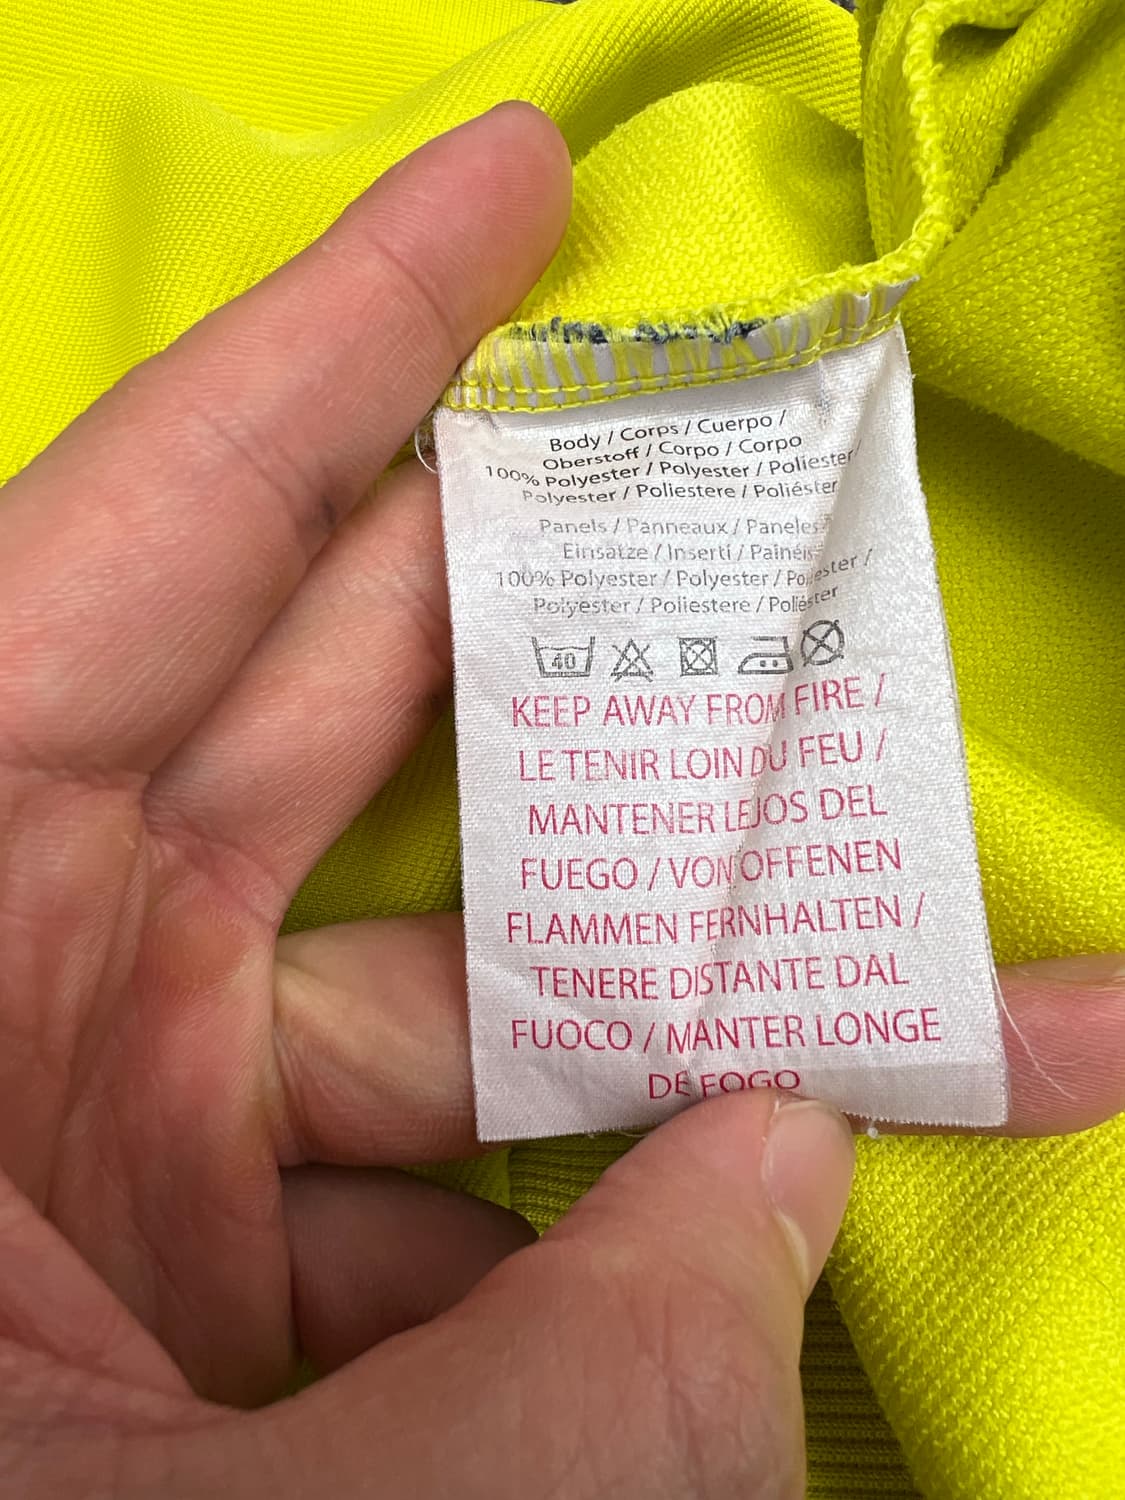 Body / Corps / Cuerpo /
Oberstoff / Corpo / Corpo
100% Polyester / Polyester / Poliester/
Polyester / Poliestere / Poliéster
Panels / Panneaux / Paneles
Einsätze / Inserti / Painéis
100% Polyester / Polyester / Poliester /
Polyester / Poliestere / Poliéster
40
KEEP AWAY FROM FIRE /
LE TENIR LOIN DU FEU /
MANTENER LEJOS DEL
FUEGO / VON OFFENEN
FLAMMEN FERNHALTEN /
TENERE DISTANTE DAL
FUOCO / MANTER LONGE
DE FOGO